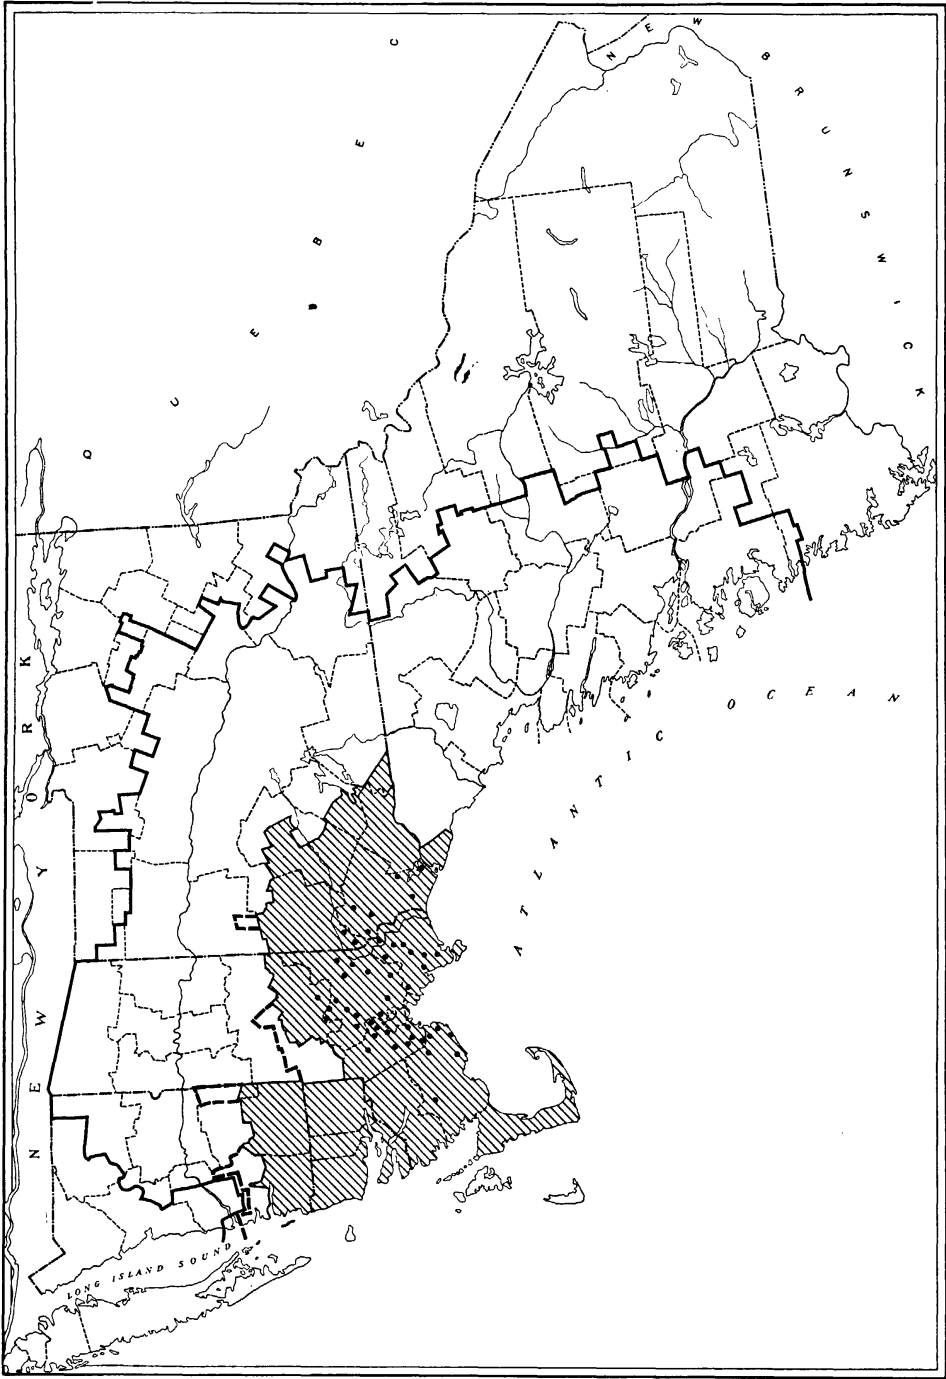 QUEBEC
NEW BRUNSWICK
NEW YORK
ATLANTIC OCEAN
LONG ISLAND SOUND